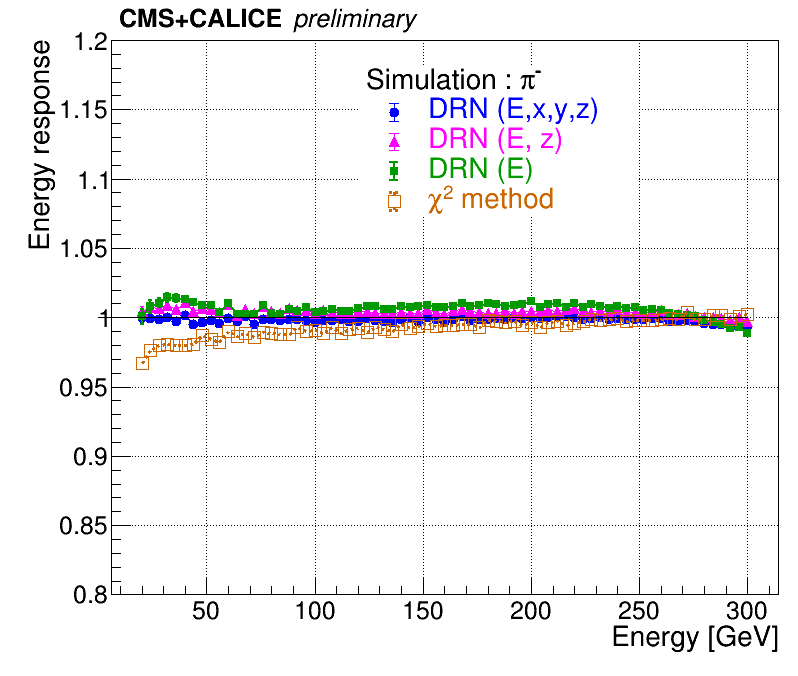 CMS+CALICE preliminary
Energy response
1.2
1.15
1.1
1.05
1
0.95
0.9
0.85
0.8
Simulation : π⁻
DRN (E,x,y,z)
DRN (E, z)
DRN (E)
χ² method
50 100 150 200 250 300
Energy [GeV]